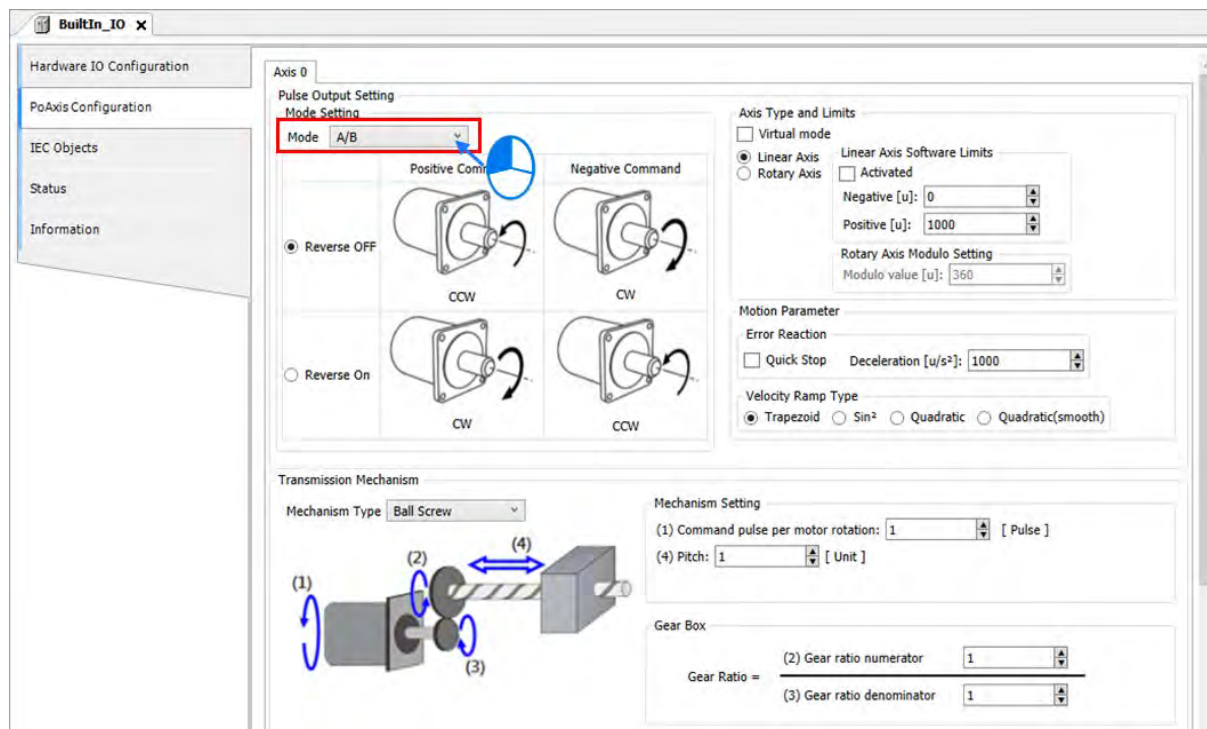 BuiltIn_IO
Hardware IO Configuration
PoAxis Configuration
IEC Objects
Status
Information
Axis 0
Pulse Output Setting
Mode Setting
Mode A/B
Positive Negative Command
Reverse OFF
CCW CW
Reverse On
CW CCW
Axis Type and Limits
Virtual mode
Linear Axis
Rotary Axis
Linear Axis Software Limits
Activated
Negative [u]: 0
Positive [u]: 1000
Rotary Axis Modulo Setting
Modulo value [u]: 360
Motion Parameter
Error Reaction
Quick Stop Deceleration [u/s²]: 1000
Velocity Ramp Type
Trapezoid Sin² Quadratic Quadratic(smooth)
Transmission Mechanism
Mechanism Type Ball Screw
(1) (2) (4)
(3)
Mechanism Setting
(1) Command pulse per motor rotation: 1 [ Pulse ]
(4) Pitch: 1 [ Unit ]
Gear Box
Gear Ratio =
(2) Gear ratio numerator 1
(3) Gear ratio denominator 1